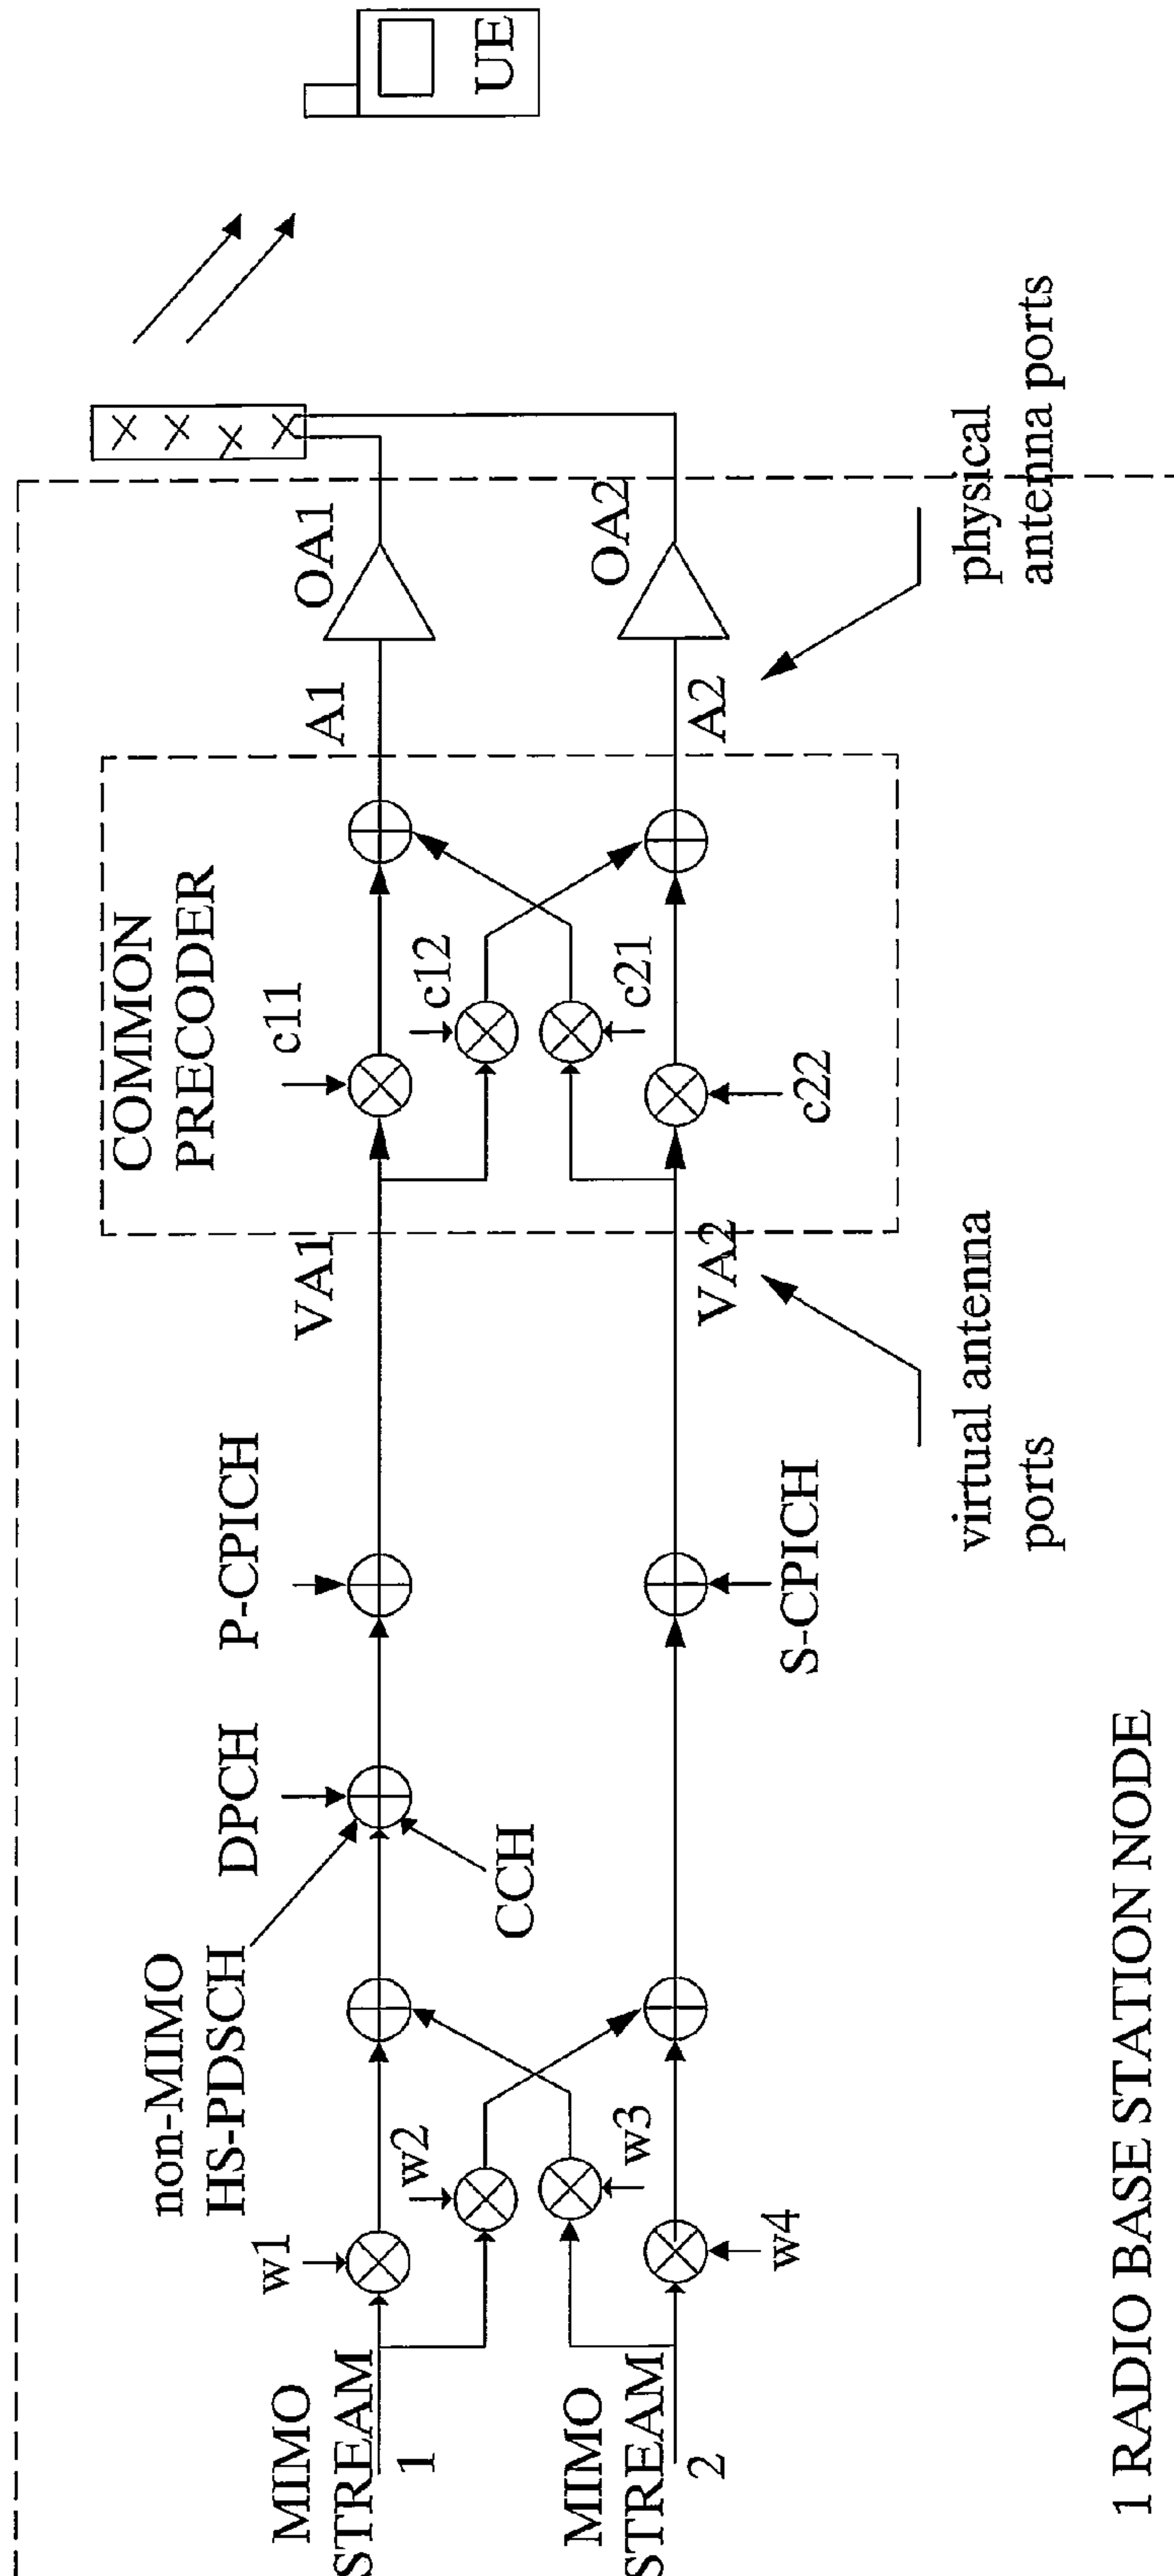 MIMO
STREAM
1
MIMO
STREAM
2
w1
w2
w3
w4
non-MIMO
HS-PDSCH
DPCH
CCH
P-CPICH
S-CPICH
VA1
VA2
virtual antenna
ports
COMMON
PRECODER
c11
c12
c21
c22
A1
A2
OA1
OA2
physical
antenna ports
UE
1 RADIO BASE STATION NODE